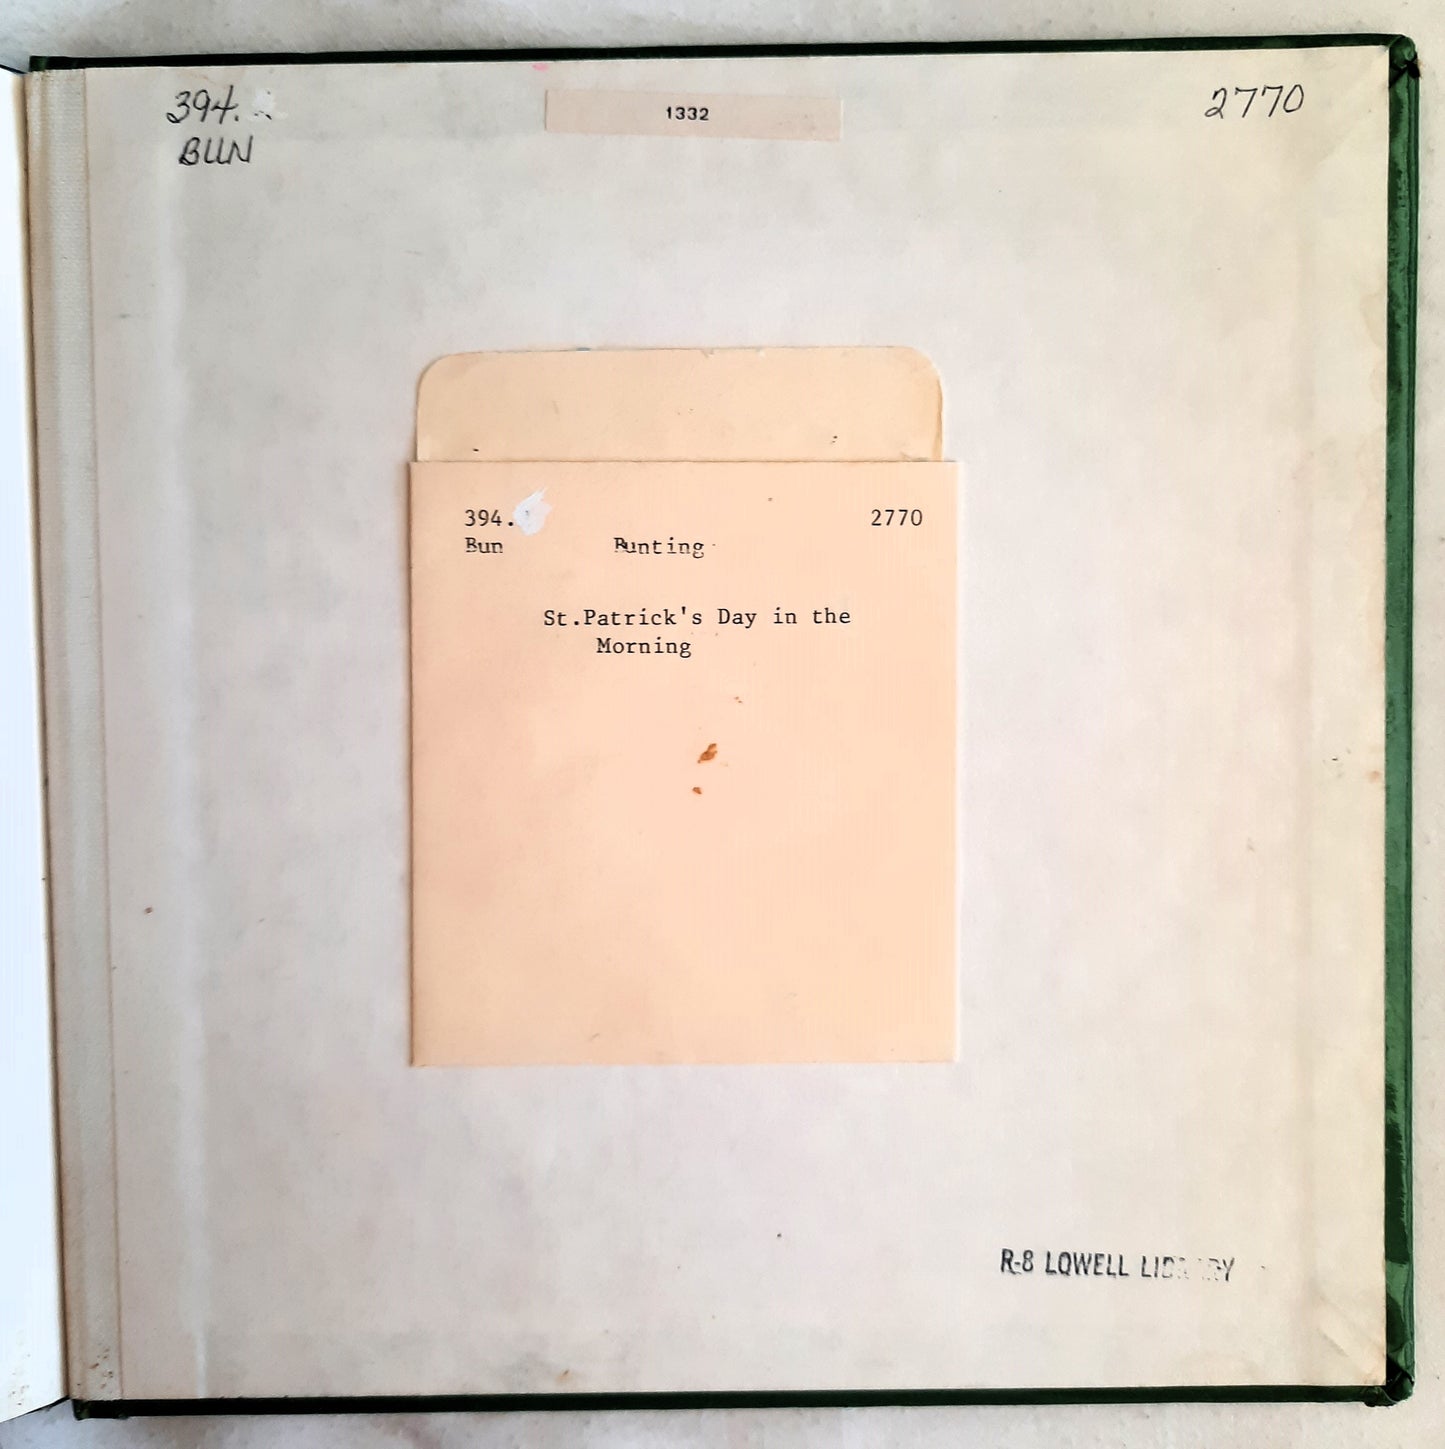 394.
BUN
1332
2770
394. 2770
Bun Bunting
St.Patrick's Day in the
Morning
R-8 LOWELL